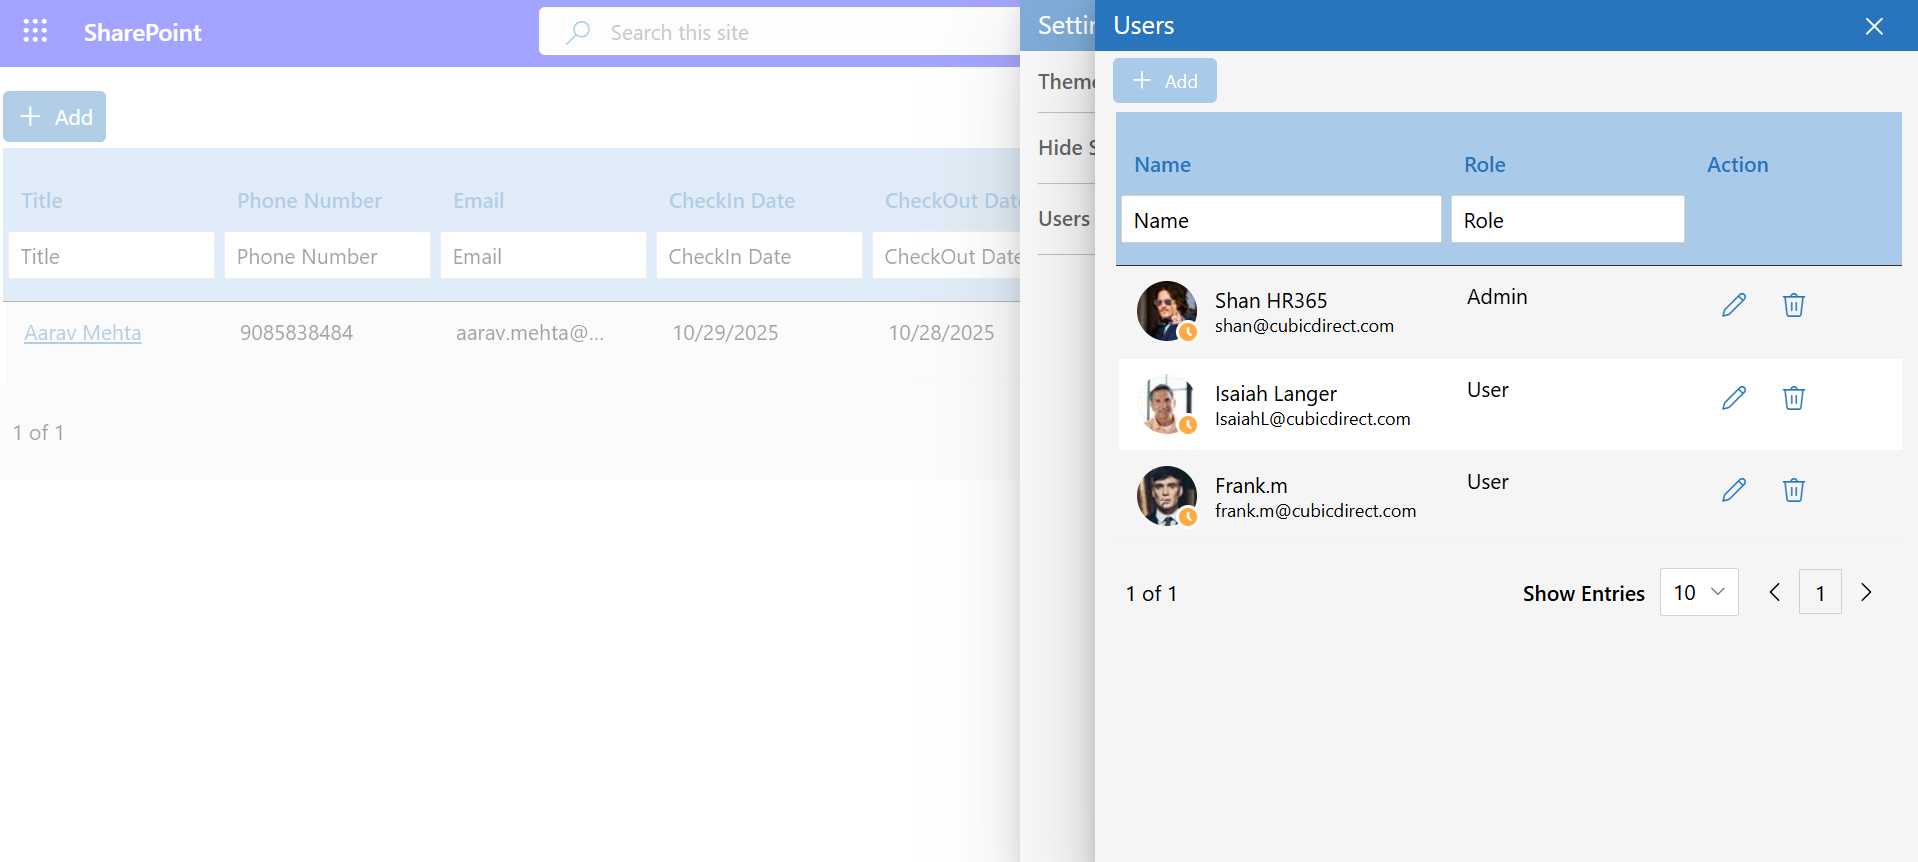 SharePoint
Search this site
Add
Title Phone Number Email CheckIn Date CheckOut Date
Title Phone Number Email CheckIn Date CheckOut Date
Aarav Mehta 9085838484 aarav.mehta@... 10/29/2025 10/28/2025
1 of 1
Settin
Theme
Hide S
Users
Users
Add
Name Role Action
Name Role
Shan HR365 Admin
shan@cubicdirect.com
Isaiah Langer User
IsaiahL@cubicdirect.com
Frank.m User
frank.m@cubicdirect.com
1 of 1 Show Entries 10 1